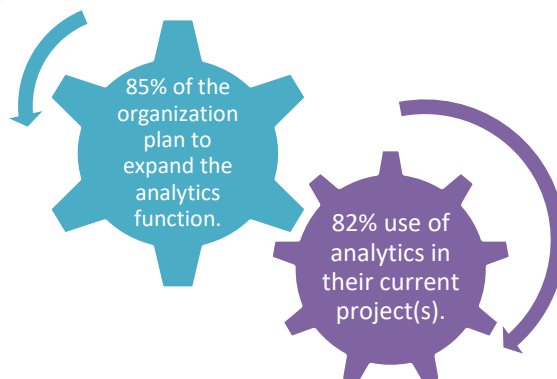 85% of the
organization
plan to
expand the
analytics
function.
82% use of
analytics in
their current
project(s).